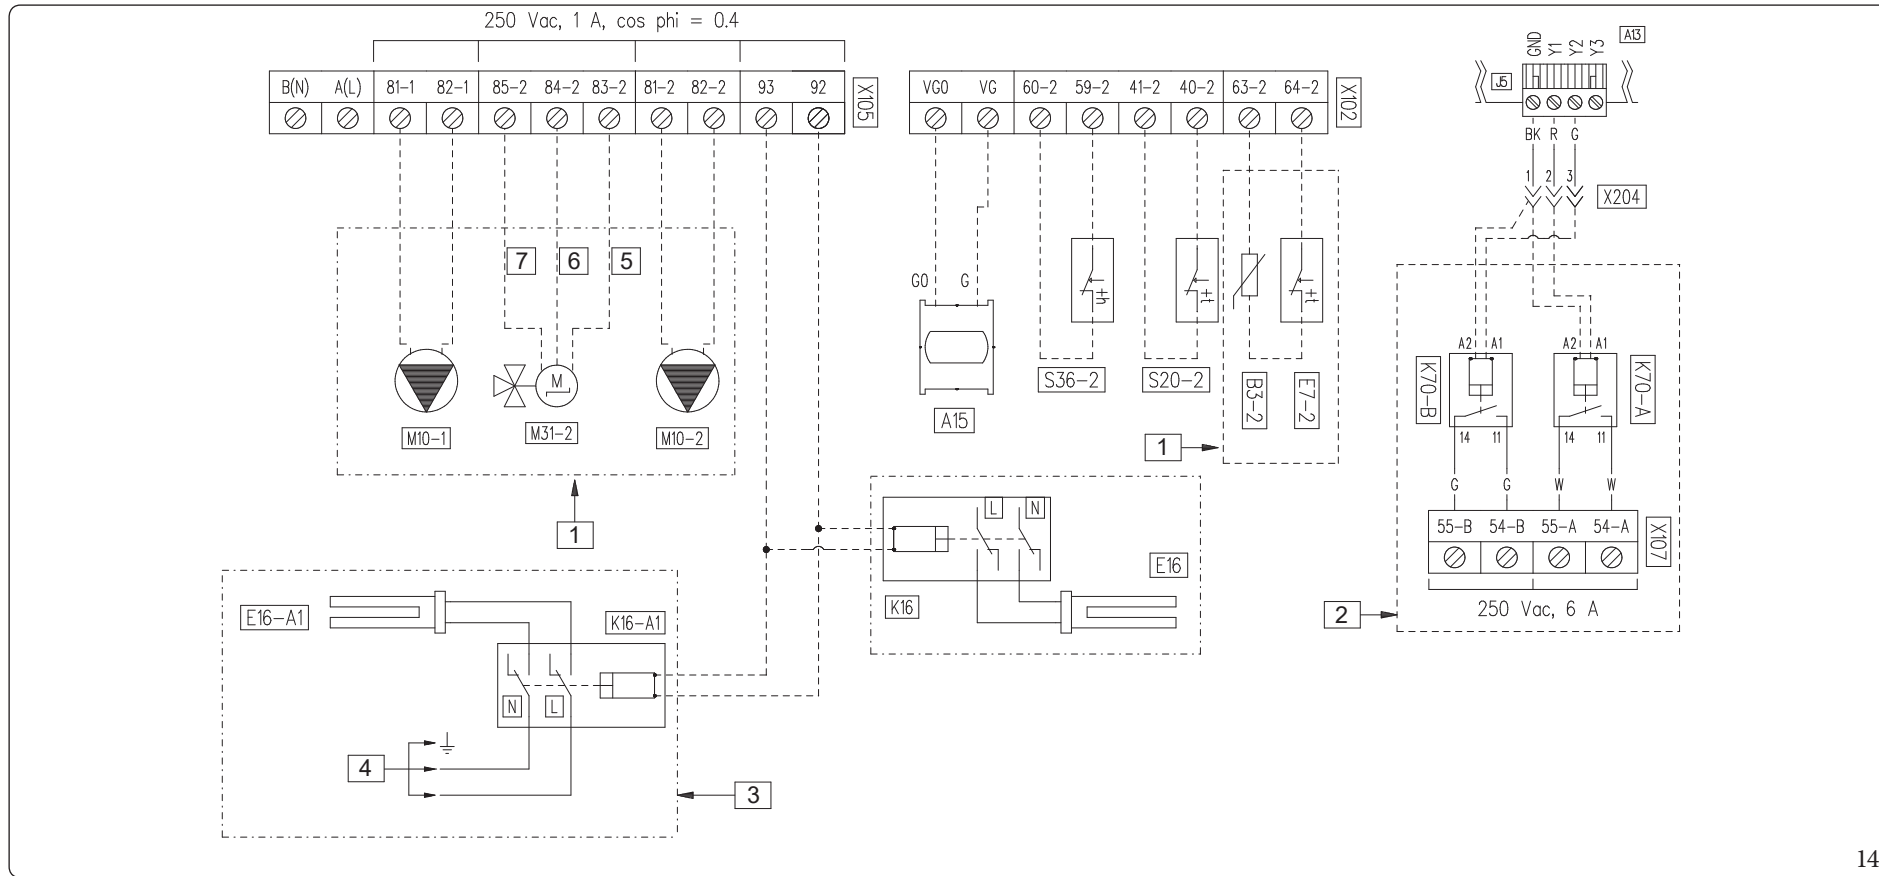 250 Vac, 1 A, cos phi = 0.4
B(N) A(L) 81-1 82-1 85-2 84-2 83-2 81-2 82-2 93 92
X105
VG0 VG 60-2 59-2 41-2 40-2 63-2 64-2
X102
GND Y1 Y2 Y3
A13
J5
BK R G
1 2 3
X204
7 6 5
G0 G
+h
+t
+t
M
M10-1
M31-2
M10-2
A15
S36-2
S20-2
B3-2
E7-2
1
1
A2 A1
A2 A1
K70-B
K70-A
14 11
14 11
G G W W
55-B 54-B 55-A 54-A
X107
250 Vac, 6 A
2
L N
E16
K16
E16-A1
K16-A1
N L
4
3
14